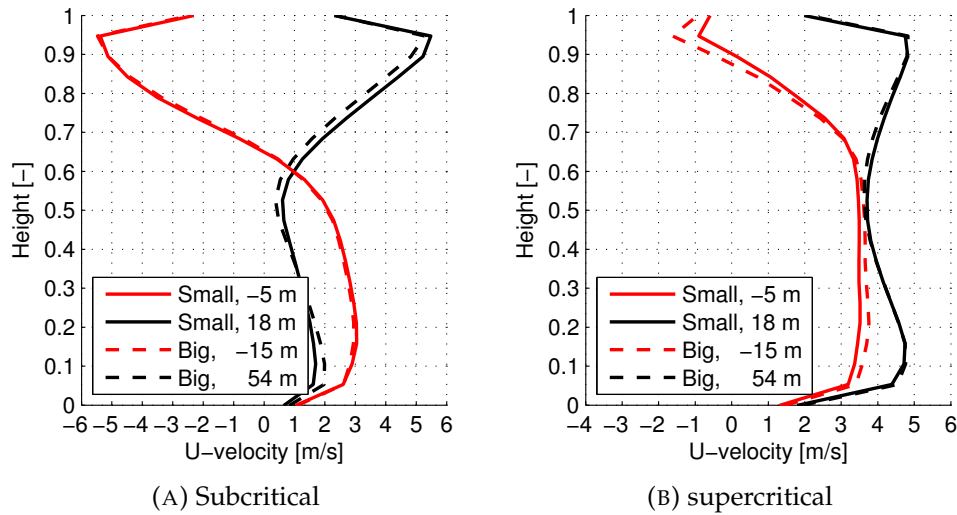 1
0.9
0.8
0.7
0.6
0.5
0.4
0.3
0.2
0.1
0
Height [−]
Small, −5 m
Small, 18 m
Big, −15 m
Big, 54 m
−6 −5 −4 −3 −2 −1 0 1 2 3 4 5 6
U−velocity [m/s]
(A) Subcritical
1
0.9
0.8
0.7
0.6
0.5
0.4
0.3
0.2
0.1
0
Height [−]
Small, −5 m
Small, 18 m
Big, −15 m
Big, 54 m
−4 −3 −2 −1 0 1 2 3 4 5 6
U−velocity [m/s]
(B) supercritical